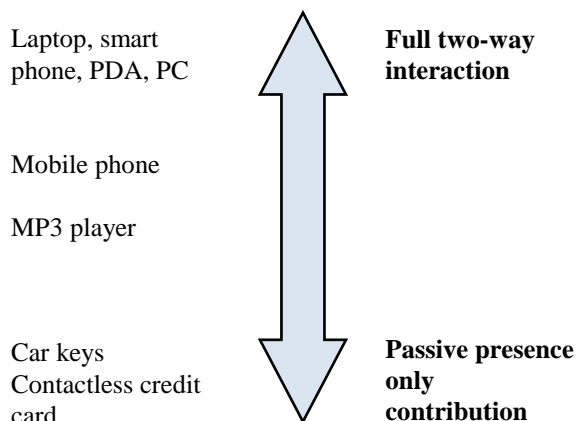 Laptop, smart
phone, PDA, PC
Full two-way
interaction
Mobile phone
MP3 player
Car keys
Contactless credit
card
Passive presence
only
contribution